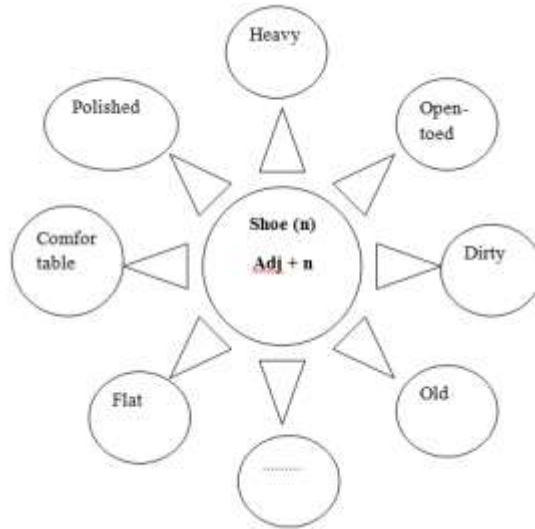 Heavy
Polished
Open-
toed
Shoe (n)
Adj + n
Comfor
table
Dirty
Flat
Old
..........